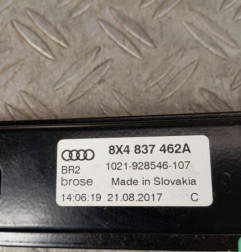 8X4 837 462A
BR2 1021-928546-107
brose Made in Slovakia
14:06:19 21.08.2017 C